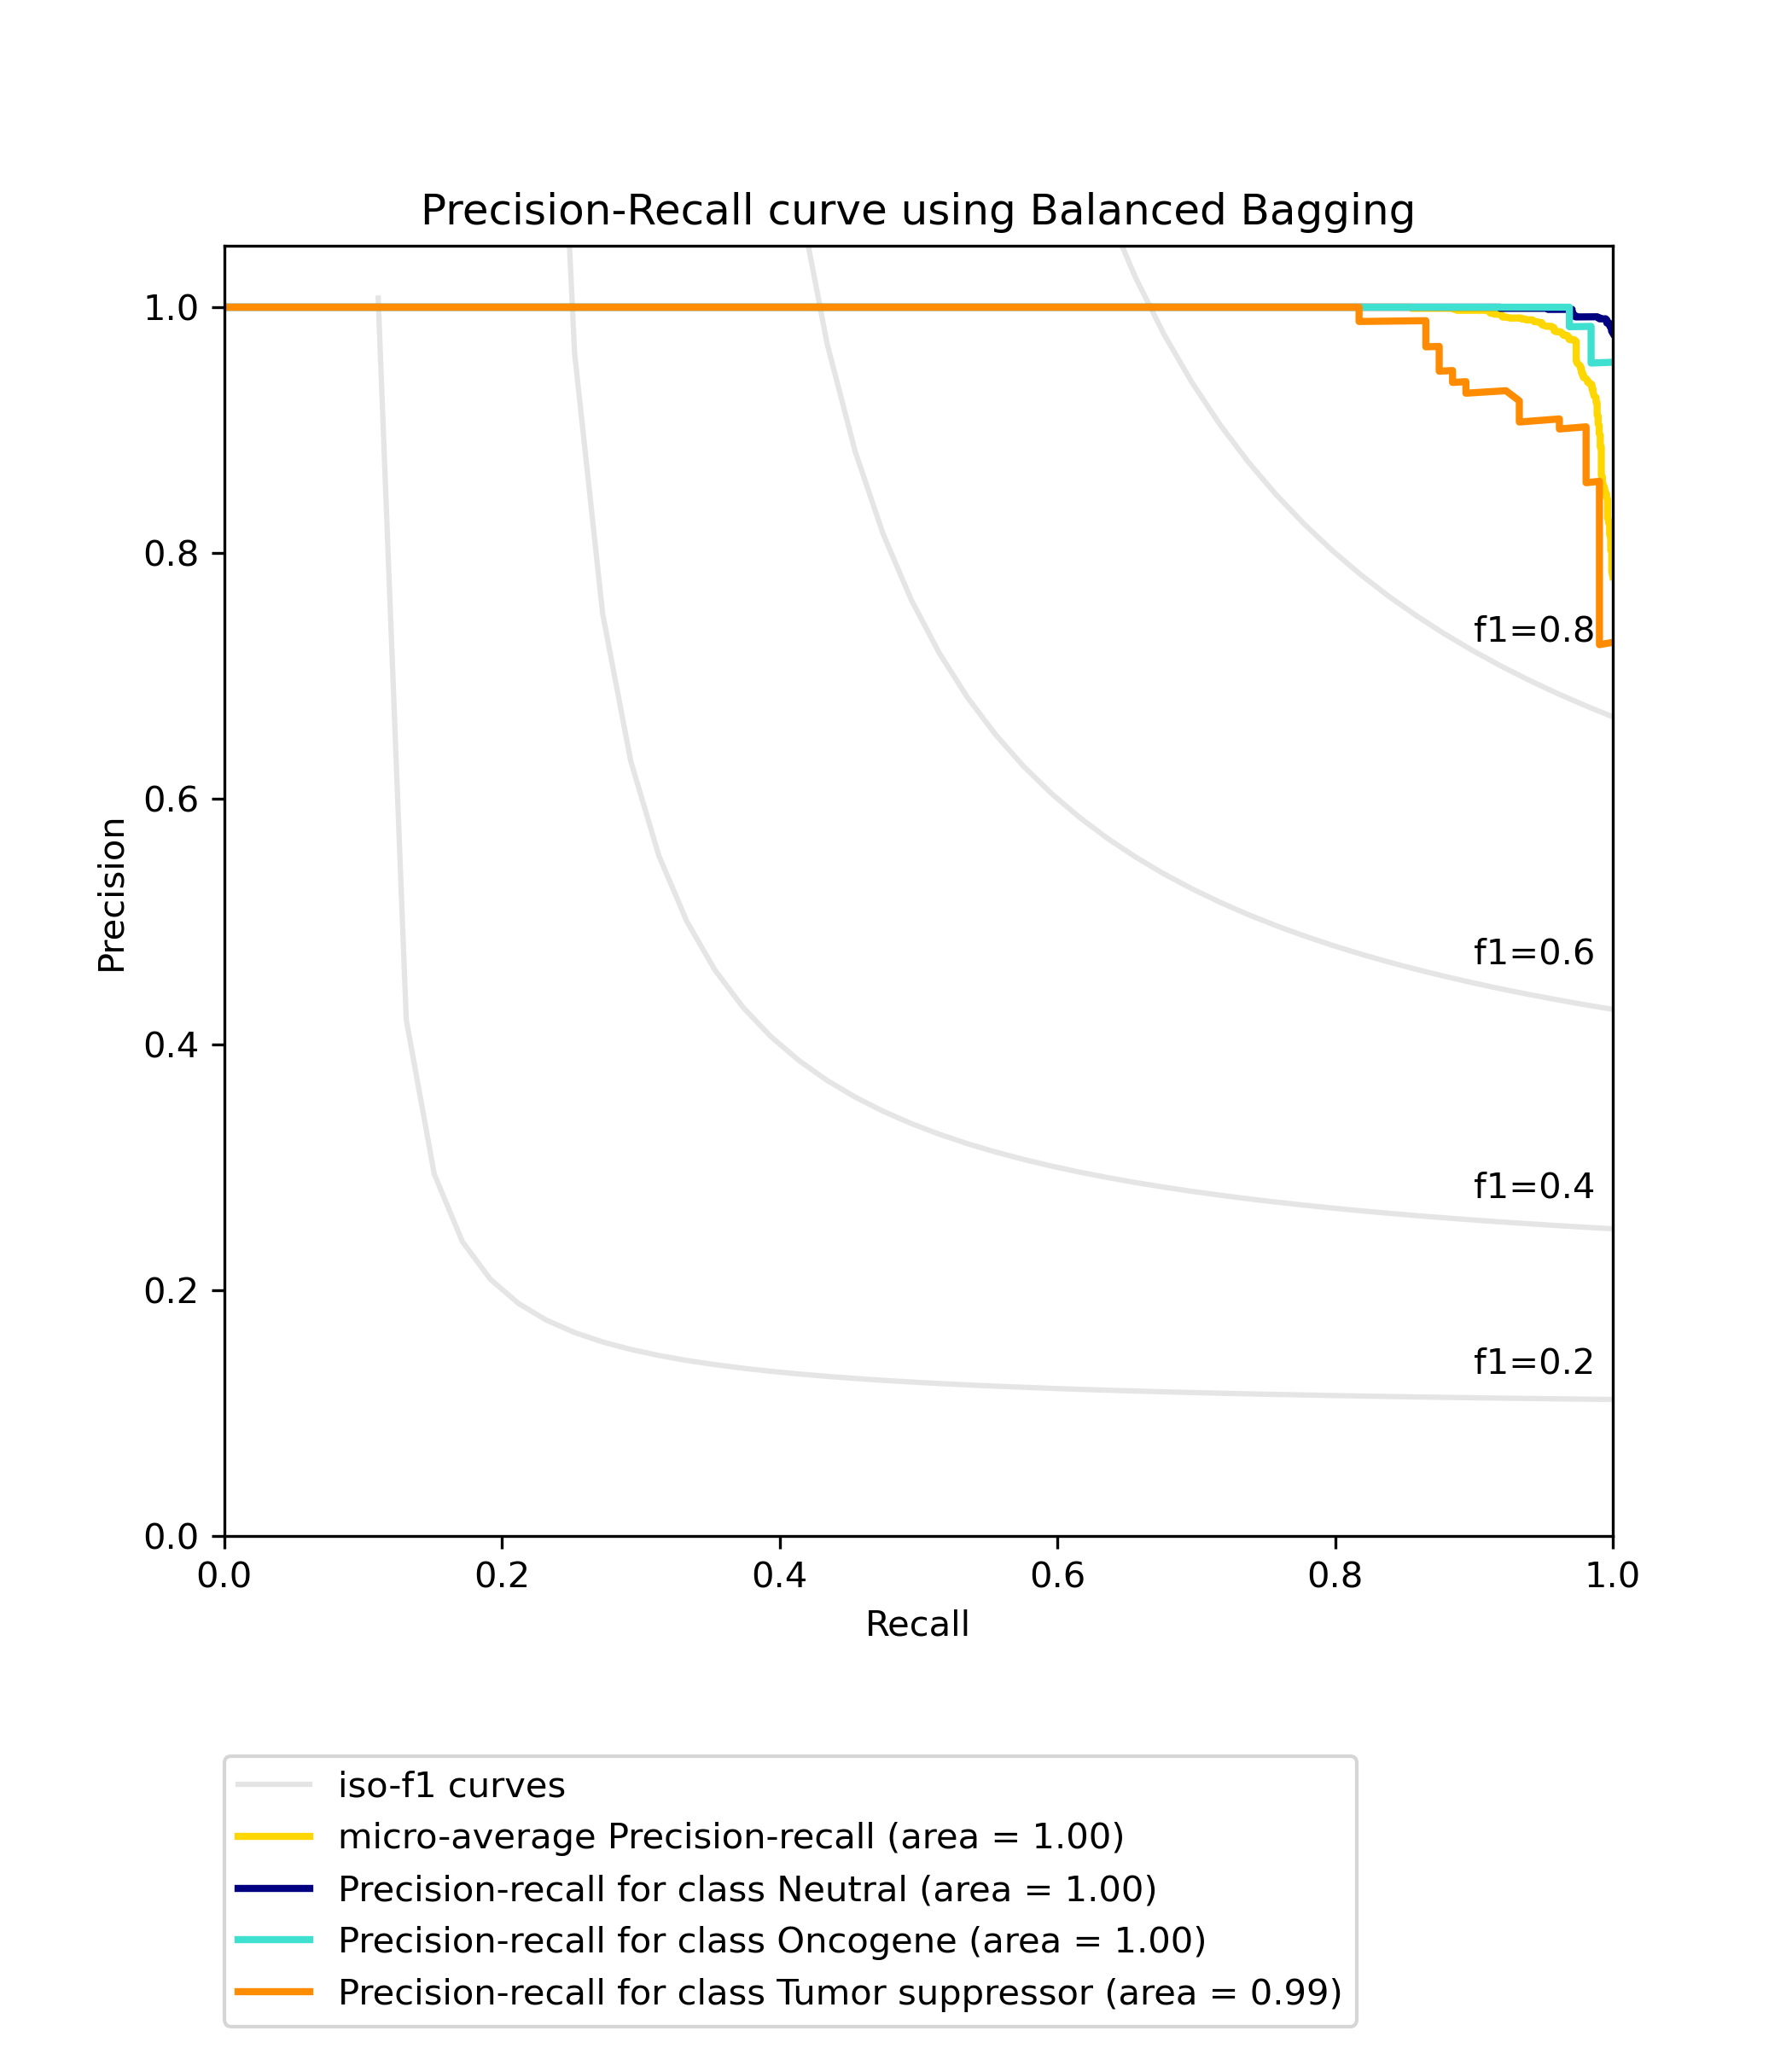 Precision-Recall curve using Balanced Bagging
1.0
0.8
0.6
0.4
0.2
0.0
Precision
f1=0.8
f1=0.6
f1=0.4
f1=0.2
0.0 0.2 0.4 0.6 0.8 1.0
Recall
iso-f1 curves
micro-average Precision-recall (area = 1.00)
Precision-recall for class Neutral (area = 1.00)
Precision-recall for class Oncogene (area = 1.00)
Precision-recall for class Tumor suppressor (area = 0.99)